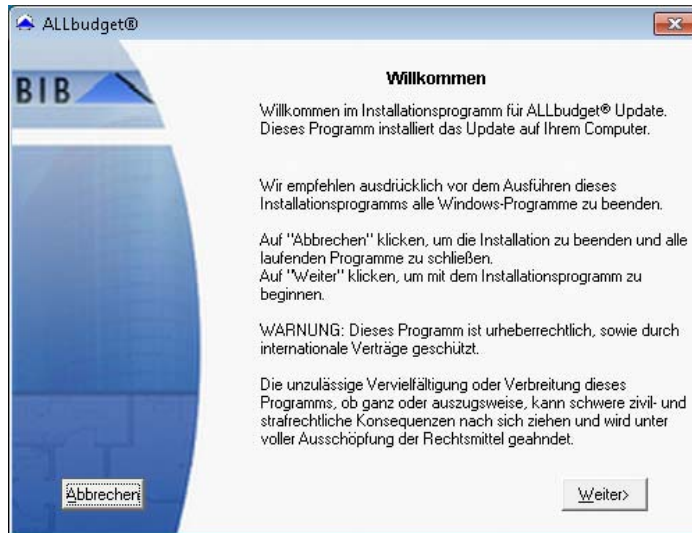 ALLbudget®
BIB
Willkommen
Willkommen im Installationsprogramm für ALLbudget® Update.
Dieses Programm installiert das Update auf Ihrem Computer.
Wir empfehlen ausdrücklich vor dem Ausführen dieses
Installationsprogramms alle Windows-Programme zu beenden.
Auf "Abbrechen" klicken, um die Installation zu beenden und alle
laufenden Programme zu schließen.
Auf "Weiter" klicken, um mit dem Installationsprogramm zu
beginnen.
WARNUNG: Dieses Programm ist urheberrechtlich, sowie durch
internationale Verträge geschützt.
Die unzulässige Vervielfältigung oder Verbreitung dieses
Programms, ob ganz oder auszugsweise, kann schwere zivil- und
strafrechtliche Konsequenzen nach sich ziehen und wird unter
voller Ausschöpfung der Rechtsmittel geahndet.
Abbrechen
Weiter>